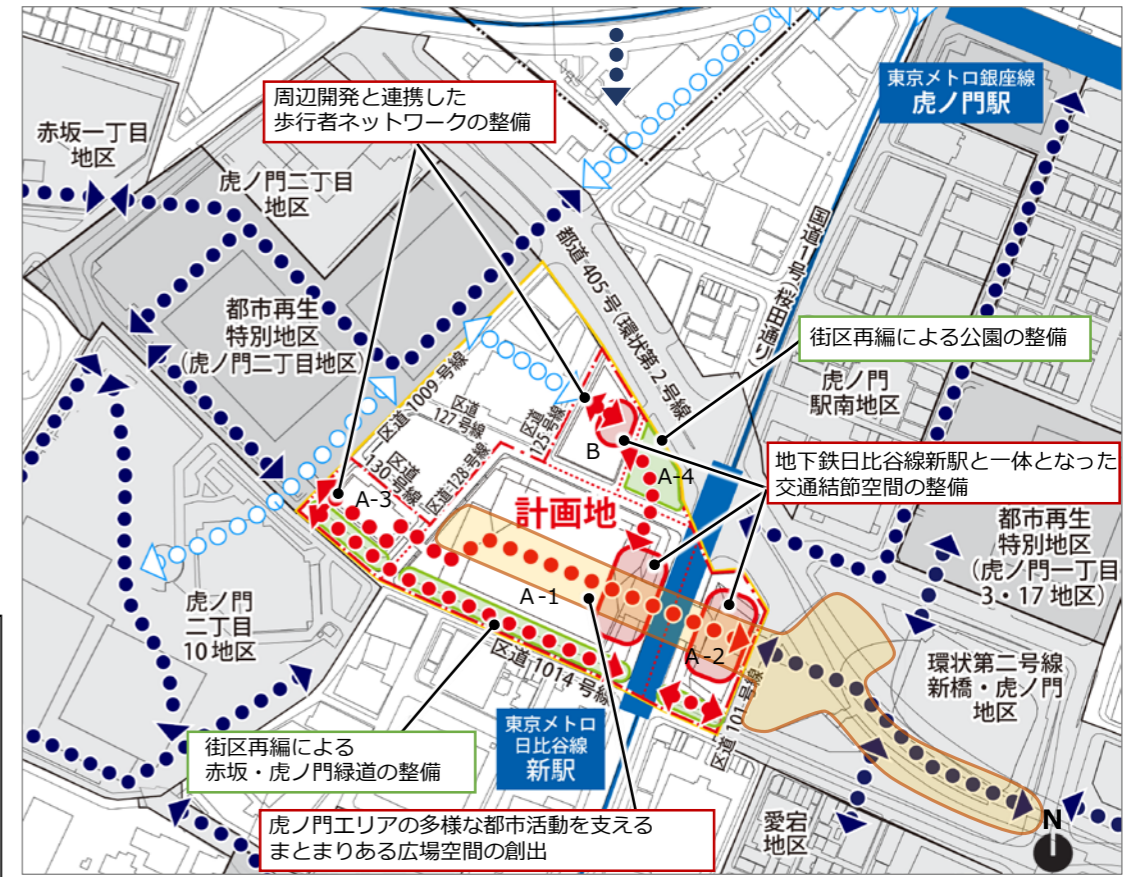 周辺開発と連携した
歩行者ネットワークの整備
東京メトロ銀座線
虎ノ門駅
赤坂一丁目
地区
虎ノ門二丁目
地区
都道405号(環状第2号線)
国道1号(桜田通り)
都市再生
特別地区
(虎ノ門二丁目地区)
街区再編による公園の整備
虎ノ門
駅南地区
区道1009号線
区道
127号線
区道
125号線
区道
130号線
区道128号線
B
A-4
A-3
計画地
地下鉄日比谷線新駅と一体となった
交通結節空間の整備
都市再生
特別地区
(虎ノ門一丁目
3・17地区)
A-1
A-2
虎ノ門
二丁目
10地区
区道1014号線
区道101号線
環状第二号線
新橋・虎ノ門
地区
東京メトロ
日比谷線
新駅
街区再編による
赤坂・虎ノ門緑道の整備
虎ノ門エリアの多様な都市活動を支える
まとまりある広場空間の創出
愛宕
地区
N